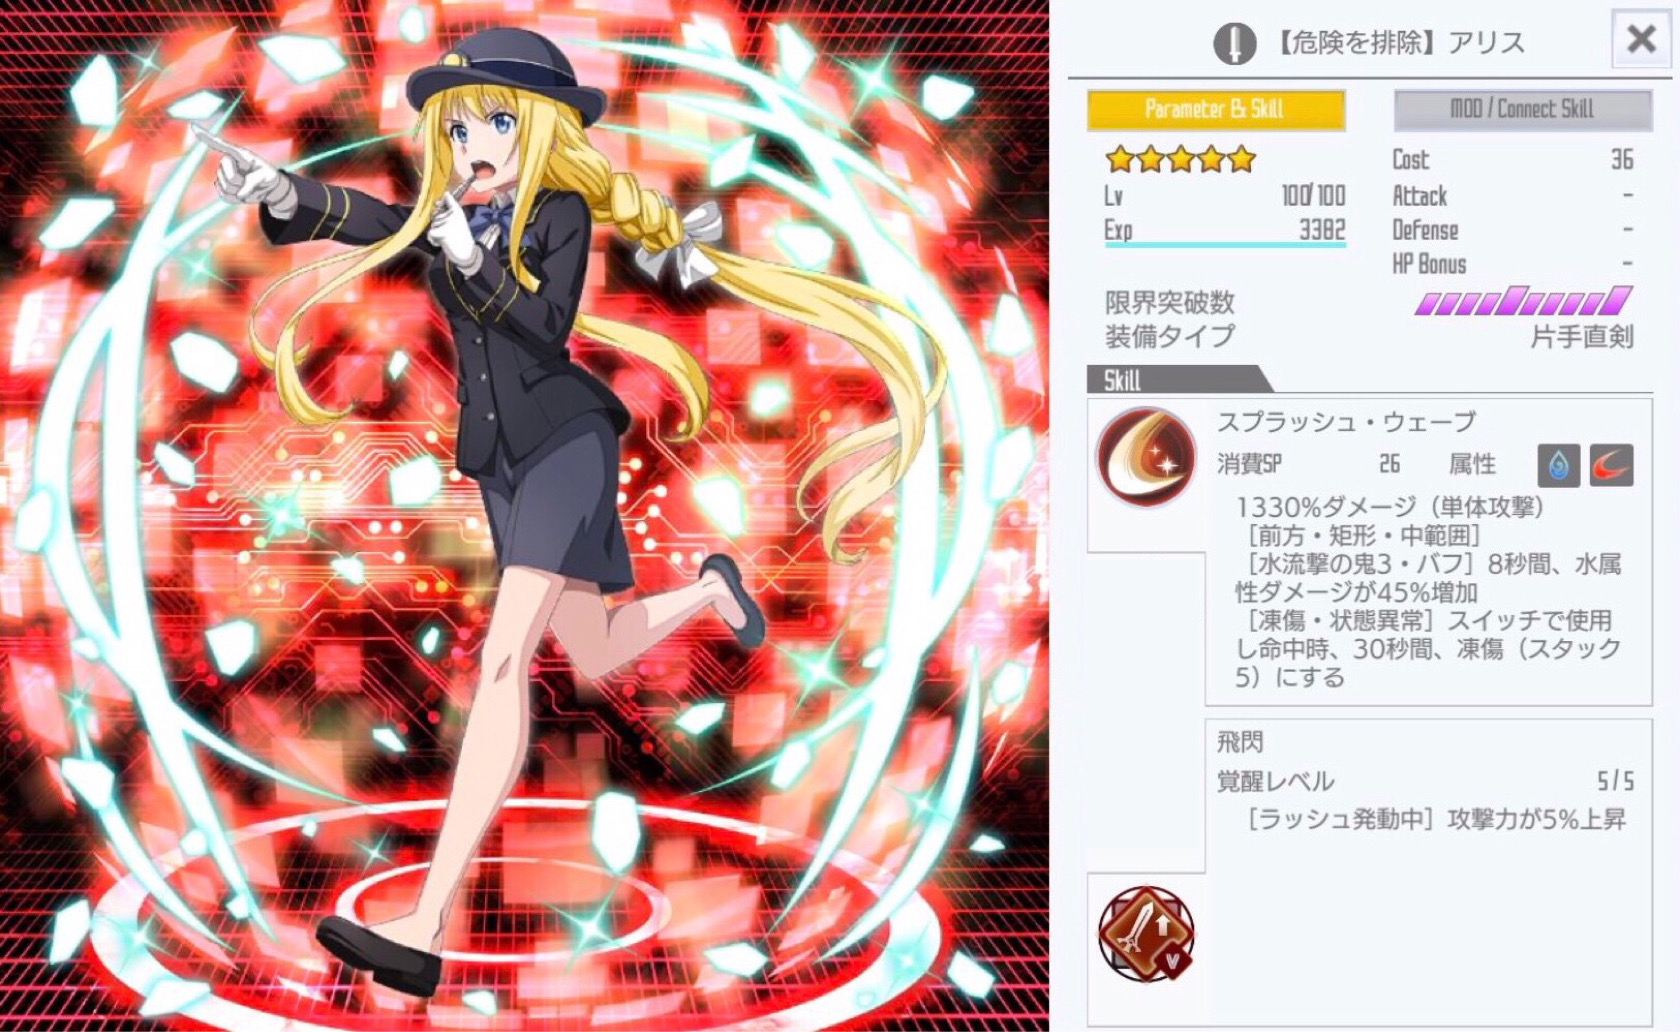 【危険を排除】アリス
Parameter & Skill
MOD / Connect Skill
Cost 36
Lv 100/100
Attack -
Exp 3382
Defense -
HP Bonus -
限界突破数
装備タイプ 片手直剣
Skill
スプラッシュ・ウェーブ
消費SP 26 属性
1330%ダメージ（単体攻撃）
［前方・矩形・中範囲］
［水流撃の鬼3・バフ］8秒間、水属
性ダメージが45%増加
［凍傷・状態異常］スイッチで使用
し命中時、30秒間、凍傷（スタック
5）にする
飛閃
覚醒レベル 5/5
［ラッシュ発動中］攻撃力が5%上昇
V